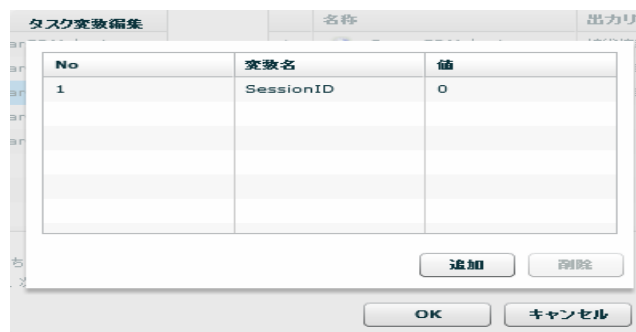 タスク変数編集 名称 出力リ
No 変数名 値
1 SessionID 0
追加 削除
OK キャンセル